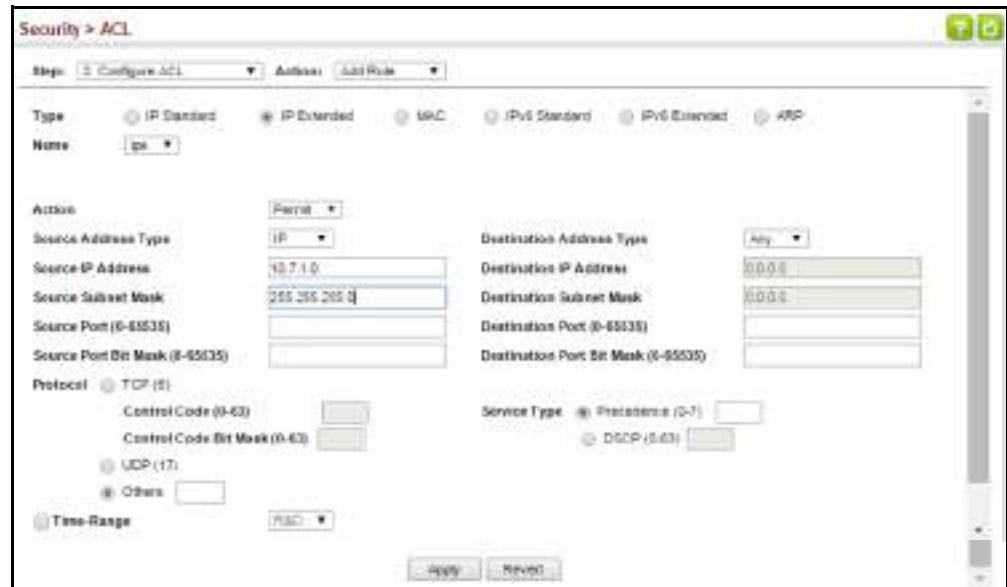 Security > ACL
Step: 2. Configure ACL Action: Add Rule
Type IP Standard IP Extended MAC IPv6 Standard IPv6 Extended ARP
Name ips
Action Permit
Source Address Type IP Destination Address Type Any
Source IP Address 10.7.1.0 Destination IP Address 0.0.0.0
Source Subnet Mask 255.255.255.0 Destination Subnet Mask 0.0.0.0
Source Port (0-65535) Destination Port (0-65535)
Source Port Bit Mask (0-65535) Destination Port Bit Mask (0-65535)
Protocol TCP (6)
Control Code (0-63) Service Type Precedence (0-7)
Control Code Bit Mask (0-63) DSCP (0-63)
UDP (17)
Others
Time-Range R&D
Apply Revert